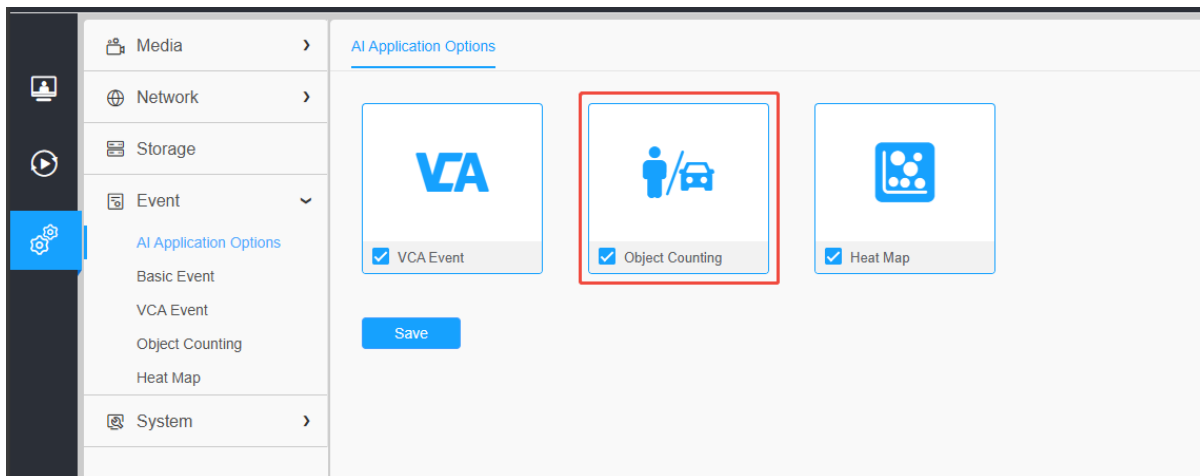 Media
Network
Storage
Event
AI Application Options
Basic Event
VCA Event
Object Counting
Heat Map
System
AI Application Options
VCA
VCA Event
Object Counting
Heat Map
Save